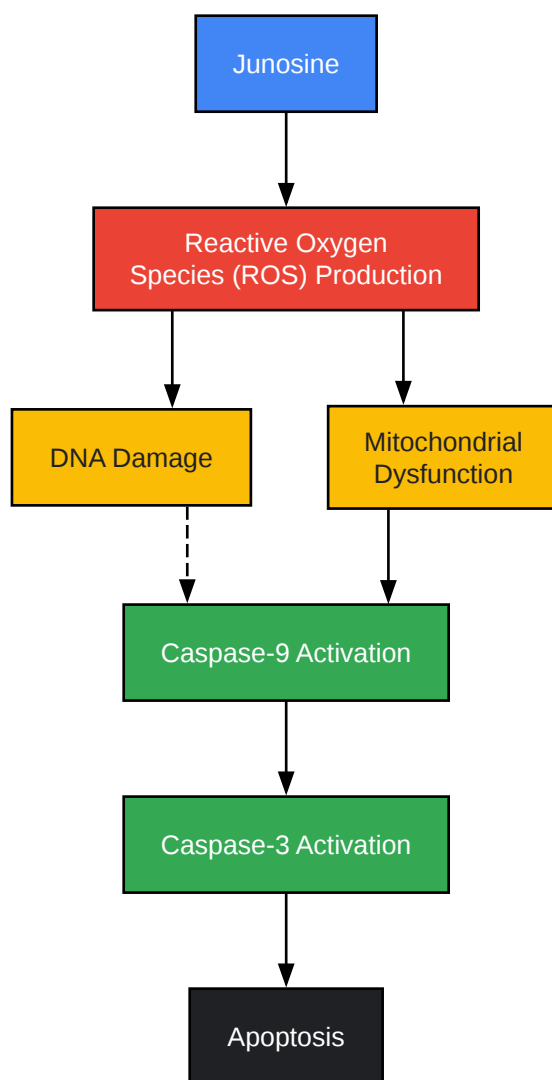 Junosine
Reactive Oxygen
Species (ROS) Production
DNA Damage
Mitochondrial
Dysfunction
Caspase-9 Activation
Caspase-3 Activation
Apoptosis